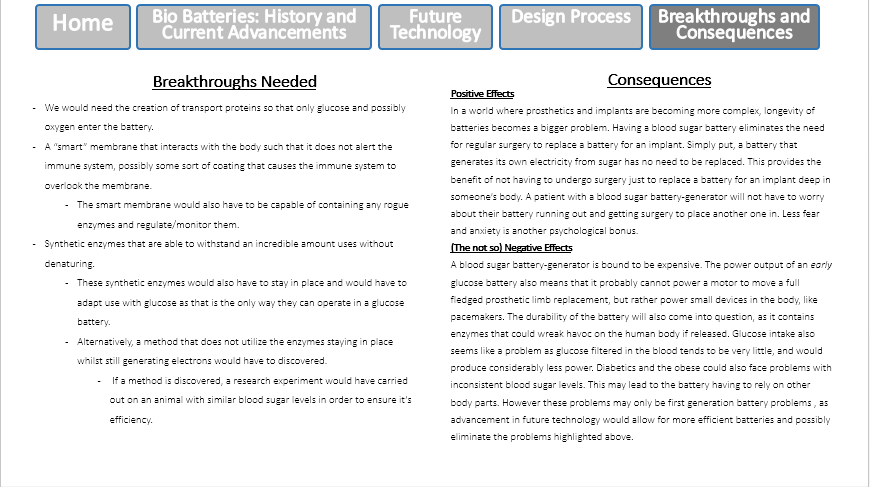 Home
Bio Batteries: History and
Current Advancements
Future
Technology
Design Process
Breakthroughs and
Consequences
Breakthroughs Needed
- We would need the creation of transport proteins so that only glucose and possibly
oxygen enter the battery.
- A "smart" membrane that interacts with the body such that it does not alert the
immune system, possibly some sort of coating that causes the immune system to
overlook the membrane.
- The smart membrane would also have to be capable of containing any rogue
enzymes and regulate/monitor them.
- Synthetic enzymes that are able to withstand an incredible amount uses without
denaturing.
- These synthetic enzymes would also have to stay in place and would have to
adapt use with glucose as that is the only way they can operate in a glucose
battery.
- Alternatively, a method that does not utilize the enzymes staying in place
whilst still generating electrons would have to discovered.
- If a method is discovered, a research experiment would have carried
out on an animal with similar blood sugar levels in order to ensure it's
efficiency.
Consequences
Positive Effects
In a world where prosthetics and implants are becoming more complex, longevity of
batteries becomes a bigger problem. Having a blood sugar battery eliminates the need
for regular surgery to replace a battery for an implant. Simply put, a battery that
generates its own electricity from sugar has no need to be replaced. This provides the
benefit of not having to undergo surgery just to replace a battery for an implant deep in
someone's body. A patient with a blood sugar battery-generator will not have to worry
about their battery running out and getting surgery to place another one in. Less fear
and anxiety is another psychological bonus.
(The not so) Negative Effects
A blood sugar battery-generator is bound to be expensive. The power output of an early
glucose battery also means that it probably cannot power a motor to move a full
fledged prosthetic limb replacement, but rather power small devices in the body, like
pacemakers. The durability of the battery will also come into question, as it contains
enzymes that could wreak havoc on the human body if released. Glucose intake also
seems like a problem as glucose filtered in the blood tends to be very little, and would
produce considerably less power. Diabetics and the obese could also face problems with
inconsistent blood sugar levels. This may lead to the battery having to rely on other
body parts. However these problems may only be first generation battery problems , as
advancement in future technology would allow for more efficient batteries and possibly
eliminate the problems highlighted above.